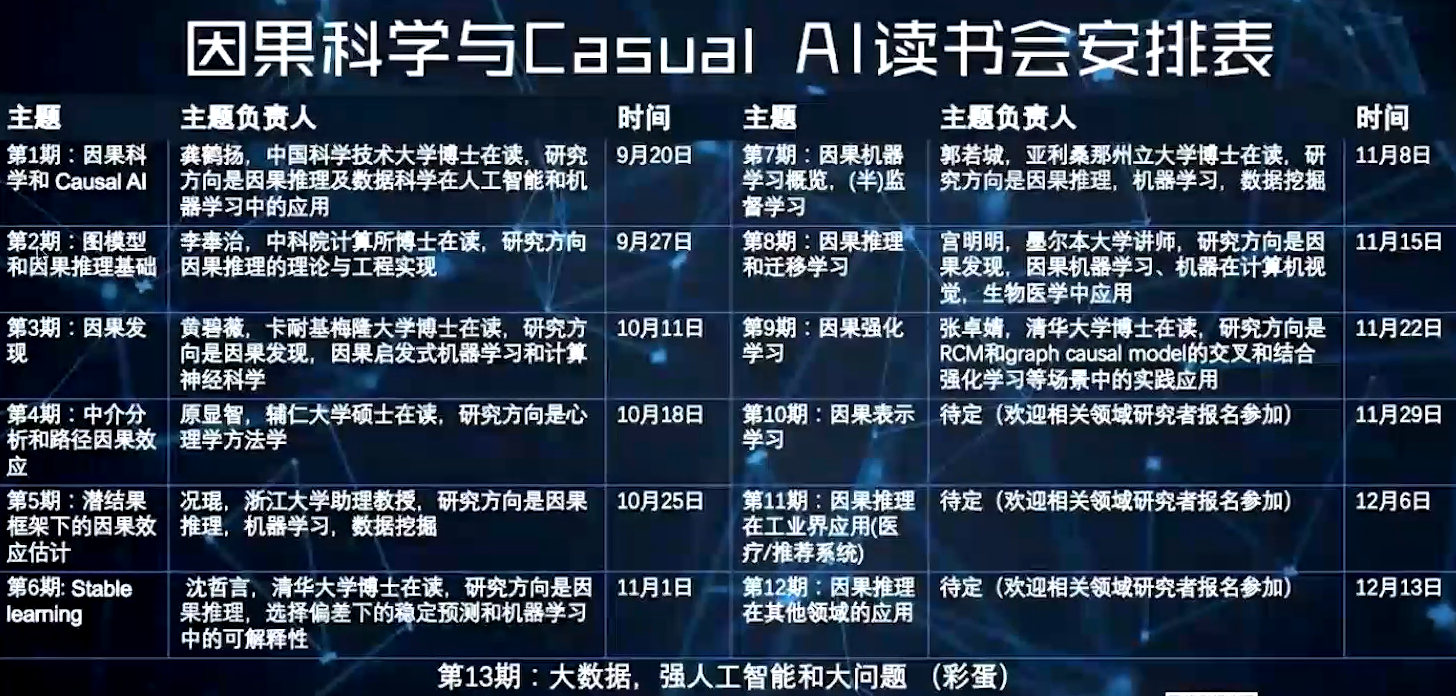 因果科学与Casual AI读书会安排表
主题
主题负责人
时间
主题
主题负责人
时间
第1期：因果科
学和 Causal AI
龚鹤扬，中国科学技术大学博士在读，研究
方向是因果推理及数据科学在人工智能和机
器学习中的应用
9月20日
第7期：因果机器
学习概览，(半)监
督学习
郭若城，亚利桑那州立大学博士在读，研
究方向是因果推理，机器学习，数据挖掘
11月8日
第2期：图模型
和因果推理基础
李奉治，中科院计算所博士在读，研究方向
因果推理的理论与工程实现
9月27日
第8期：因果推理
和迁移学习
宫明明，墨尔本大学讲师，研究方向是因
果发现，因果机器学习、机器在计算机视
觉，生物医学中应用
11月15日
第3期：因果发
现
黄碧薇，卡耐基梅隆大学博士在读，研究方
向是因果发现，因果启发式机器学习和计算
神经科学
10月11日
第9期：因果强化
学习
张卓婧，清华大学博士在读，研究方向是
RCM和graph causal model的交叉和结合
强化学习等场景中的实践应用
11月22日
第4期：中介分
析和路径因果效
应
原显智，辅仁大学硕士在读，研究方向是心
理学方法学
10月18日
第10期：因果表示
学习
待定（欢迎相关领域研究者报名参加）
11月29日
第5期：潜结果
框架下的因果效
应估计
况琨，浙江大学助理教授，研究方向是因果
推理，机器学习，数据挖掘
10月25日
第11期：因果推理
在工业界应用(医
疗/推荐系统)
待定（欢迎相关领域研究者报名参加）
12月6日
第6期: Stable
learning
沈哲言，清华大学博士在读，研究方向是因
果推理，选择偏差下的稳定预测和机器学习
中的可解释性
11月1日
第12期：因果推理
在其他领域的应用
待定（欢迎相关领域研究者报名参加）
12月13日
第13期：大数据，强人工智能和大问题 （彩蛋）